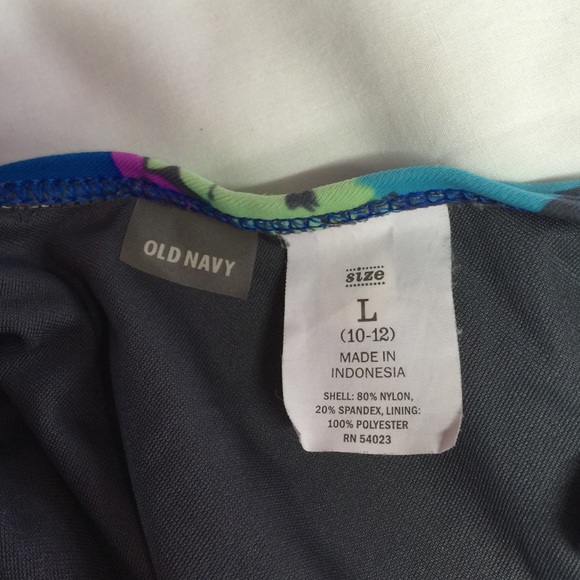 OLD NAVY
size
L
(10-12)
MADE IN
INDONESIA
SHELL: 80% NYLON,
20% SPANDEX, LINING:
100% POLYESTER
RN 54023